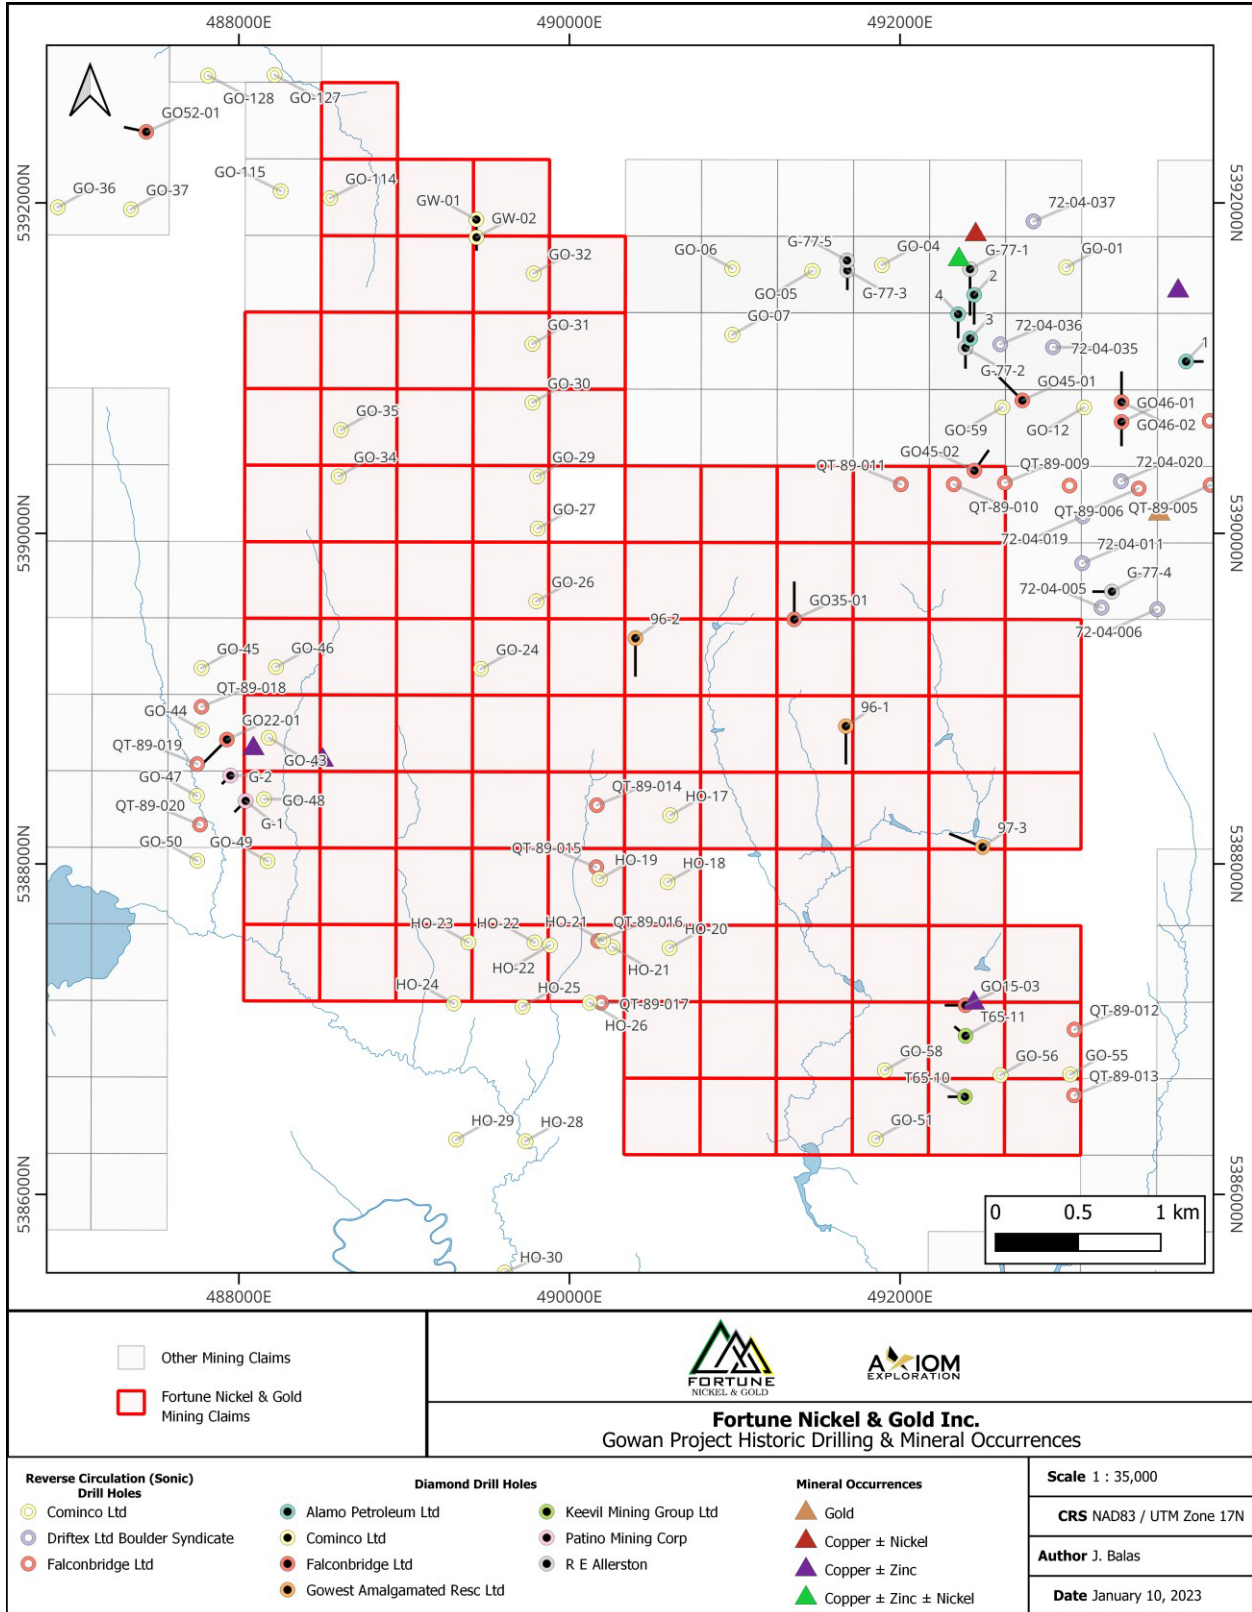 488000E
490000E
492000E
GO-128
GO-127
GO52-01
GO-115
GO-114
GO-36
GO-37
5392000N
5392000N
GW-01
GW-02
72-04-037
GO-32
GO-06
G-77-5
GO-04
G-77-1
GO-01
GO-05
G-77-3
2
4
GO-07
GO-31
3
72-04-036
72-04-035
1
G-77-2
GO-30
GO45-01
GO46-01
GO-35
GO-59
GO-12
GO46-02
GO-34
GO-29
GO45-02
QT-89-011
QT-89-009
72-04-020
QT-89-010
QT-89-006
QT-89-005
GO-27
5390000N
5390000N
72-04-019
72-04-011
GO-26
G-77-4
72-04-005
GO35-01
96-2
72-04-006
GO-45
GO-46
GO-24
QT-89-018
GO-44
GO22-01
96-1
QT-89-019
GO-43
GO-47
G-2
QT-89-014
HO-17
GO-48
QT-89-020
G-1
97-3
GO-50
GO-49
QT-89-015
HO-19
HO-18
5388000N
5388000N
HO-23
HO-22
HO-21
QT-89-016
HO-20
HO-22
HO-21
HO-24
HO-25
GO15-03
QT-89-017
T65-11
QT-89-012
HO-26
GO-58
GO-56
GO-55
T65-10
QT-89-013
HO-29
HO-28
GO-51
5386000N
5386000N
0 0.5 1 km
HO-30
488000E
490000E
492000E
Other Mining Claims
Fortune Nickel & Gold
Mining Claims
FORTUNE
NICKEL & GOLD
AXIOM
EXPLORATION
Fortune Nickel & Gold Inc.
Gowan Project Historic Drilling & Mineral Occurrences
Reverse Circulation (Sonic)
Drill Holes
Cominco Ltd
Driftex Ltd Boulder Syndicate
Falconbridge Ltd
Diamond Drill Holes
Alamo Petroleum Ltd
Cominco Ltd
Falconbridge Ltd
Gowest Amalgamated Resc Ltd
Keevil Mining Group Ltd
Patino Mining Corp
R E Allerston
Mineral Occurrences
Gold
Copper ± Nickel
Copper ± Zinc
Copper ± Zinc ± Nickel
Scale 1 : 35,000
CRS NAD83 / UTM Zone 17N
Author J. Balas
Date January 10, 2023